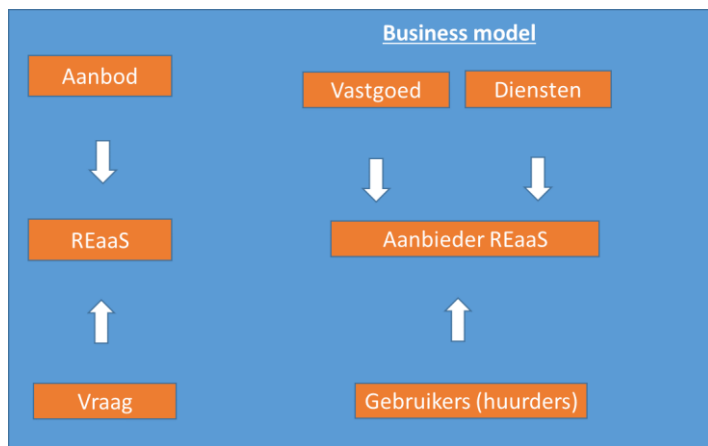 Business model
Aanbod
Vastgoed
Diensten
REaaS
Aanbieder REaaS
Vraag
Gebruikers (huurders)